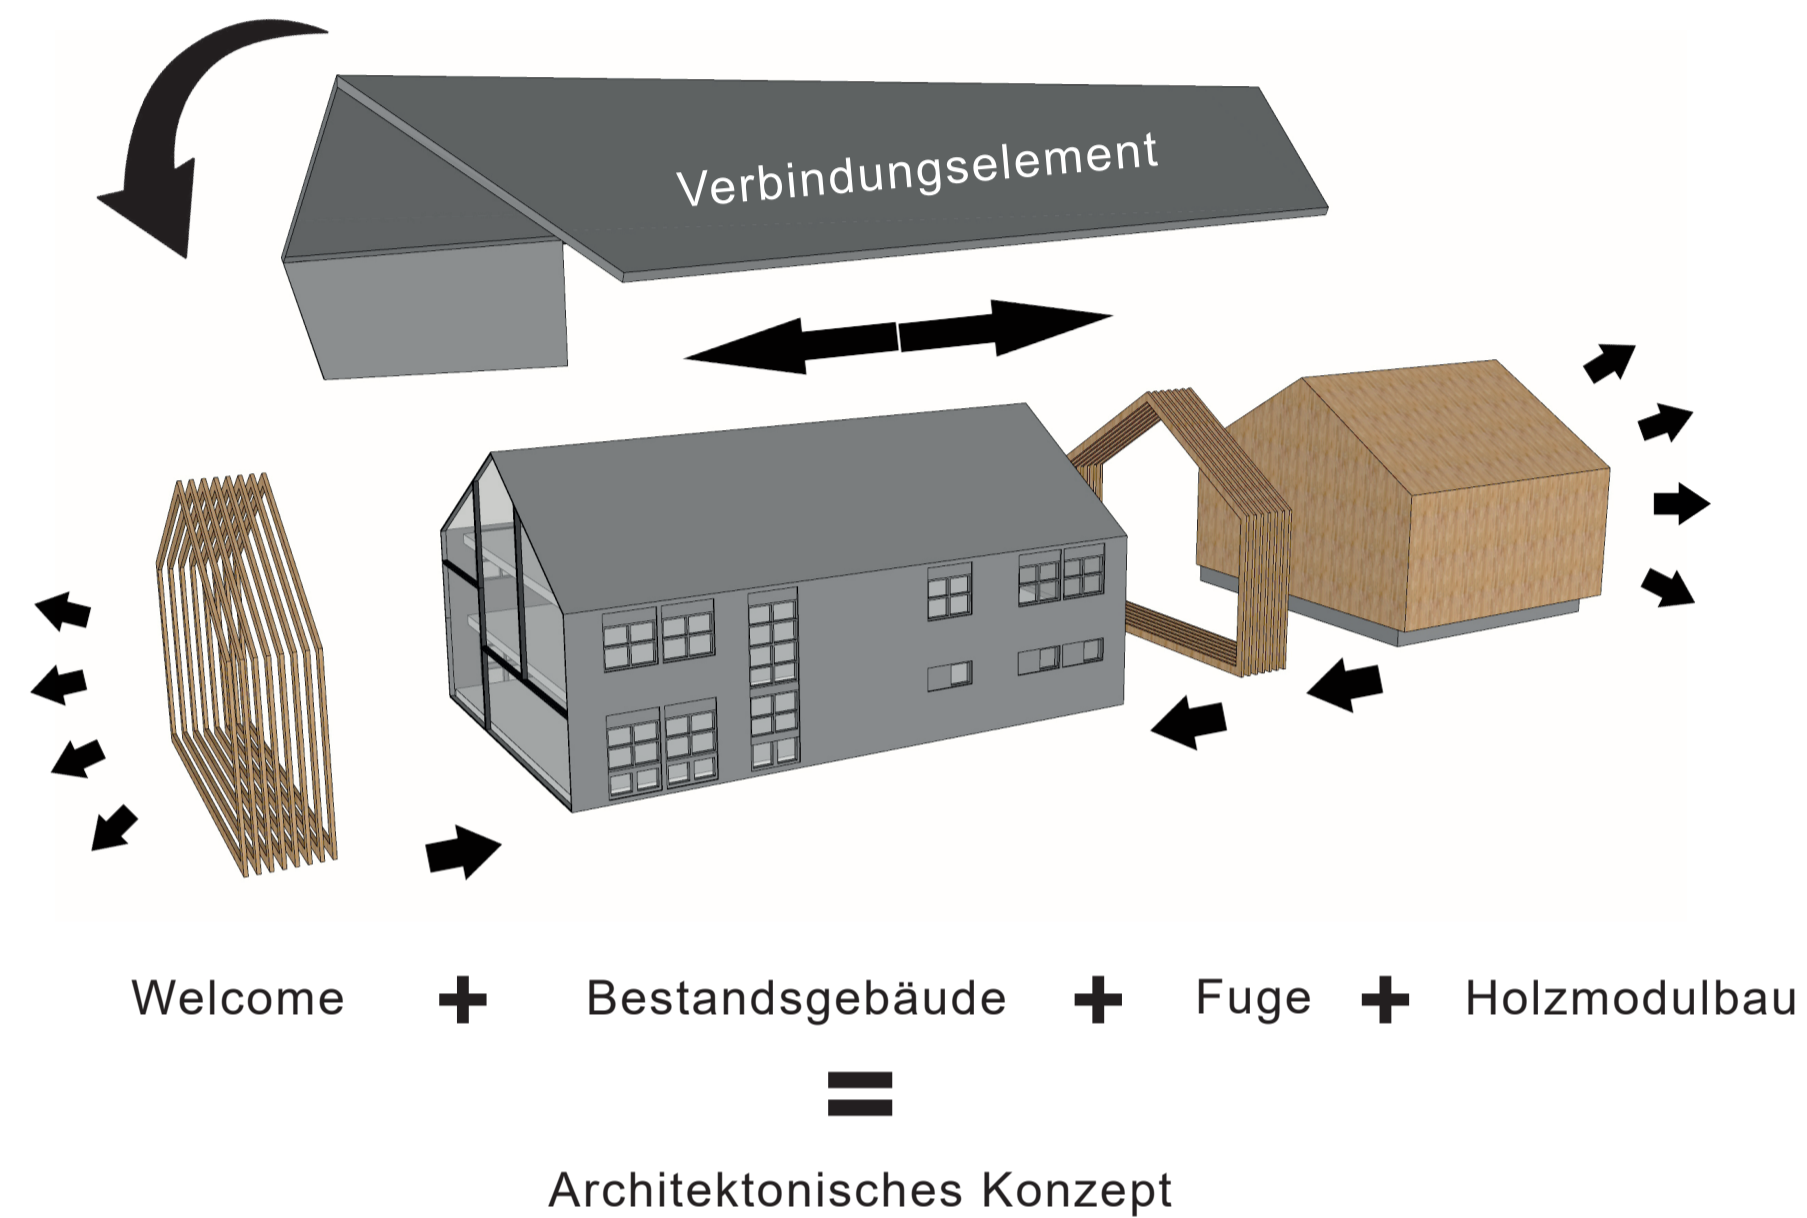 Verbindungselement
Welcome + Bestandsgebäude + Fuge + Holzmodulbau
=
Architektonisches Konzept